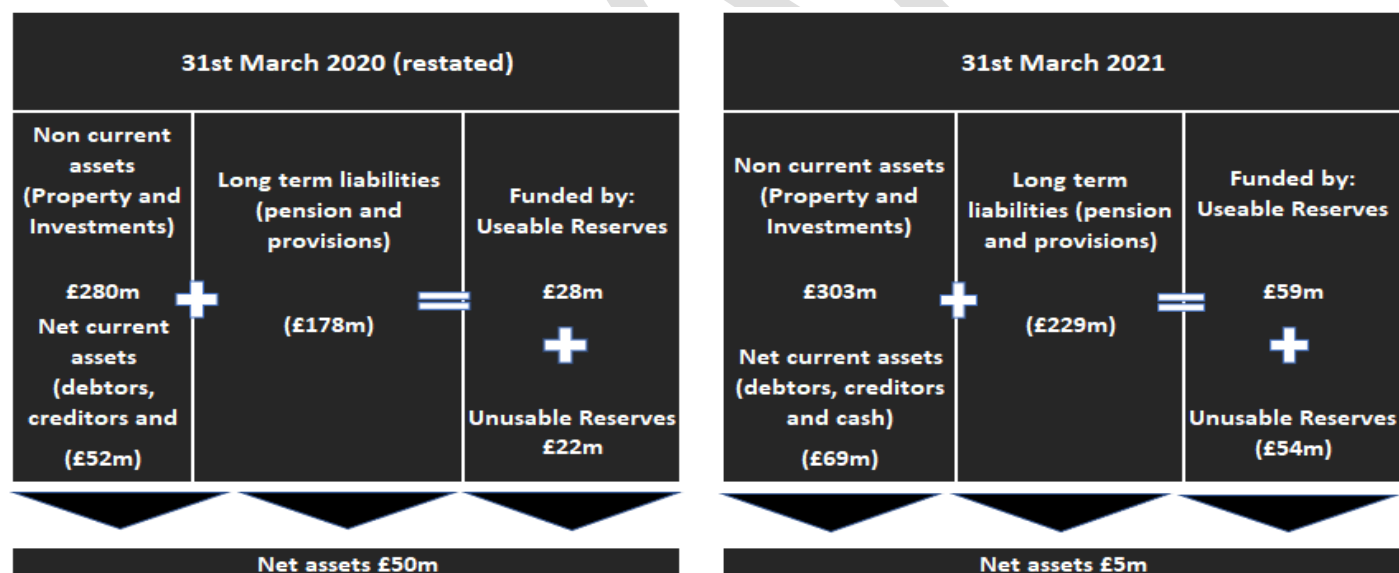 31st March 2020 (restated)
Non current
assets
(Property and
Investments)
£280m
Net current
assets
(debtors,
creditors and
(£52m)
Long term liabilities
(pension and
provisions)
(£178m)
Funded by:
Useable Reserves
£28m
Unusable Reserves
£22m
Net assets £50m
31st March 2021
Non current assets
(Property and
Investments)
£303m
Net current assets
(debtors, creditors
and cash)
(£69m)
Long term
liabilities (pension
and provisions)
(£229m)
Funded by:
Useable Reserves
£59m
Unusable Reserves
(£54m)
Net assets £5m